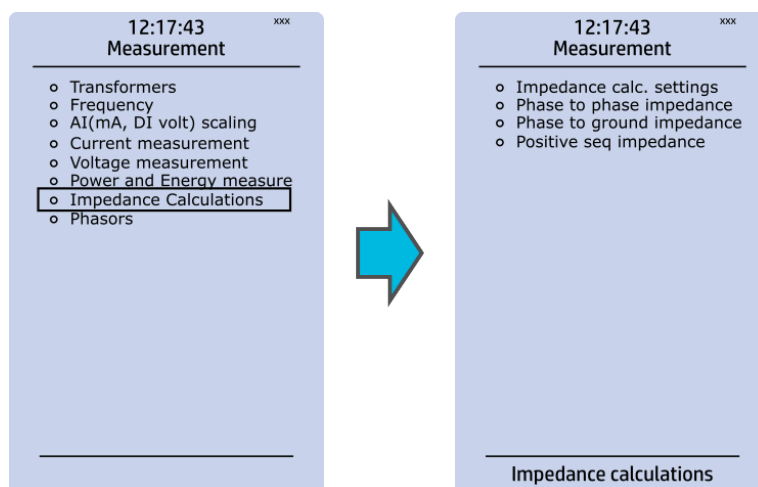 12:17:43
xxx
Measurement
Transformers
Frequency
AI(mA, DI volt) scaling
Current measurement
Voltage measurement
Power and Energy measure
Impedance Calculations
Phasors
12:17:43
xxx
Measurement
Impedance calc. settings
Phase to phase impedance
Phase to ground impedance
Positive seq impedance
Impedance calculations